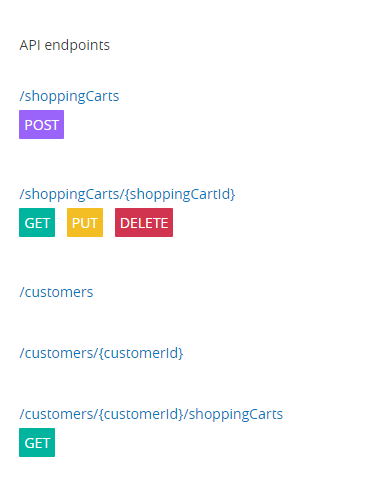 API endpoints
/shoppingCarts
POST
/shoppingCarts/{shoppingCartId}
GET PUT DELETE
/customers
/customers/{customerId}
/customers/{customerId}/shoppingCarts
GET